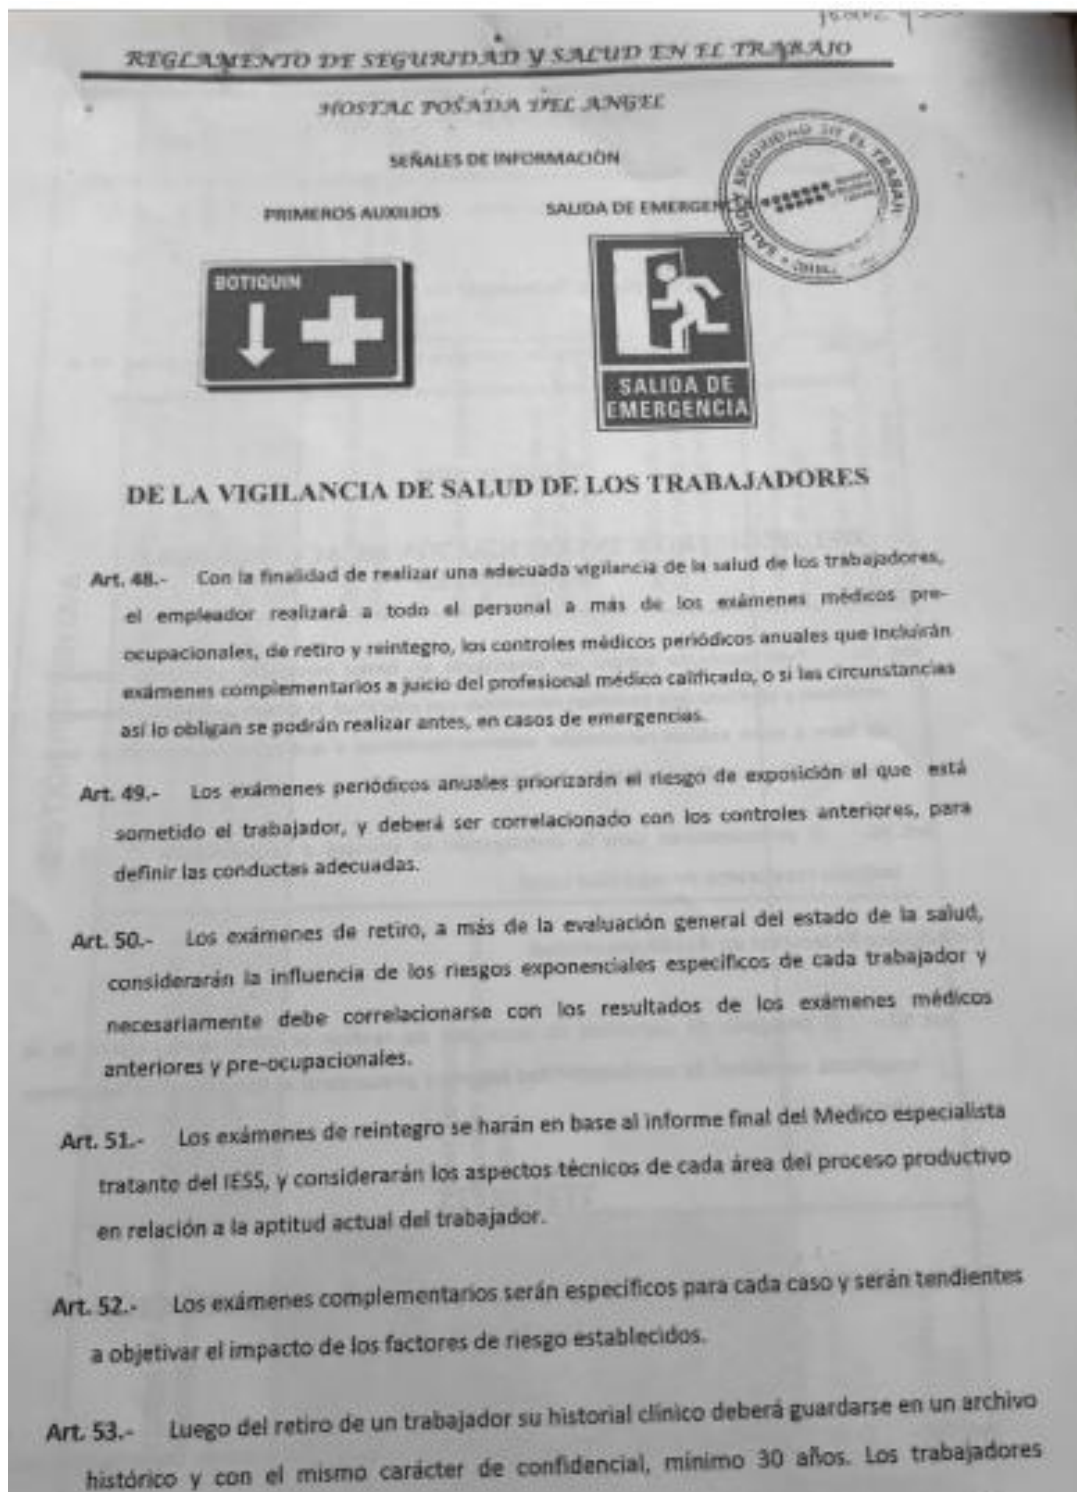 REGLAMENTO DE SEGURIDAD Y SALUD EN EL TRABAJO
HOSTAL POSADA DEL ANGEL
SEÑALES DE INFORMACIÓN
PRIMEROS AUXILIOS
SALIDA DE EMERGENCIA
SALUD Y SEGURIDAD EN EL TRABAJO
BOTIQUIN
SALIDA DE
EMERGENCIA
DE LA VIGILANCIA DE SALUD DE LOS TRABAJADORES
Art. 48.- Con la finalidad de realizar una adecuada vigilancia de la salud de los trabajadores,
el empleador realizará a todo el personal a más de los exámenes médicos pre-
ocupacionales, de retiro y reintegro, los controles médicos periódicos anuales que incluirán
exámenes complementarios a juicio del profesional médico calificado, o si las circunstancias
así lo obligan se podrán realizar antes, en casos de emergencias.
Art. 49.- Los exámenes periódicos anuales priorizarán el riesgo de exposición al que está
sometido el trabajador, y deberá ser correlacionado con los controles anteriores, para
definir las conductas adecuadas.
Art. 50.- Los exámenes de retiro, a más de la evaluación general del estado de la salud,
considerarán la influencia de los riesgos exponenciales específicos de cada trabajador y
necesariamente debe correlacionarse con los resultados de los exámenes médicos
anteriores y pre-ocupacionales.
Art. 51.- Los exámenes de reintegro se harán en base al informe final del Medico especialista
tratante del IESS, y considerarán los aspectos técnicos de cada área del proceso productivo
en relación a la aptitud actual del trabajador.
Art. 52.- Los exámenes complementarios serán específicos para cada caso y serán tendientes
a objetivar el impacto de los factores de riesgo establecidos.
Art. 53.- Luego del retiro de un trabajador su historial clínico deberá guardarse en un archivo
histórico y con el mismo carácter de confidencial, mínimo 30 años. Los trabajadores